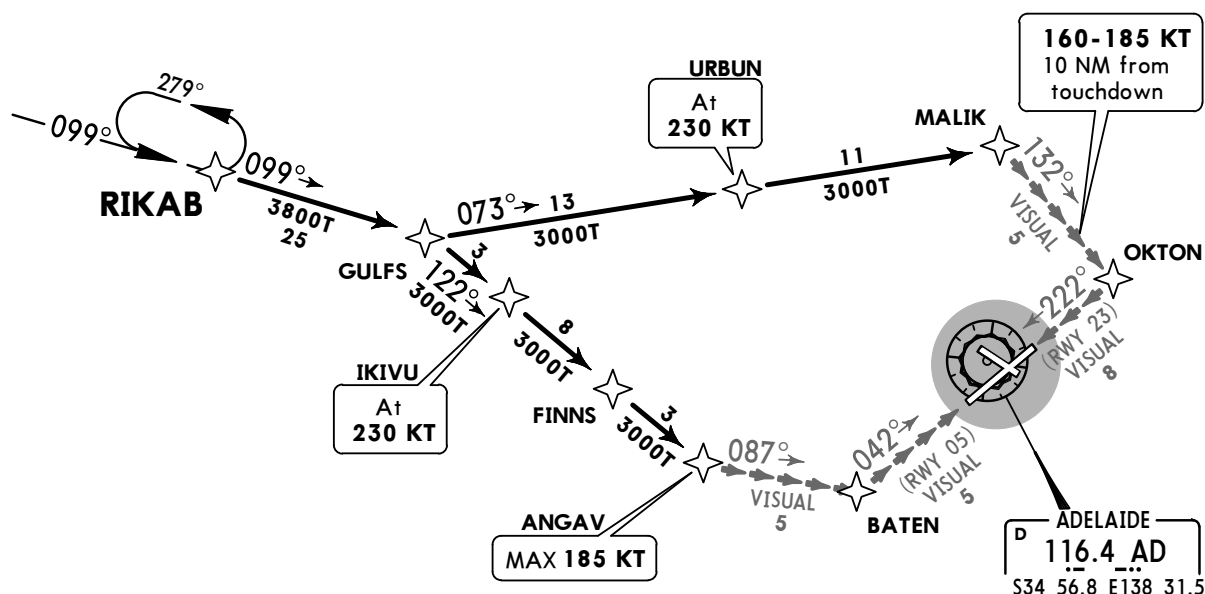 160-185 KT
10 NM from
touchdown
URBUN
At
230 KT
MALIK
279°
099°
RIKAB
099°
3800T
25
GULFS
073°
13
3000T
11
3000T
132°
VISUAL
5
OKTON
222°
(RWY 23)
VISUAL
8
3
122°
3000T
IKIVU
At
230 KT
8
3000T
FINNS
3
3000T
ANGAV
MAX 185 KT
087°
VISUAL
5
BATEN
042°
(RWY 05)
VISUAL
5
ADELAIDE
D
116.4 AD
S34 56.8 E138 31.5